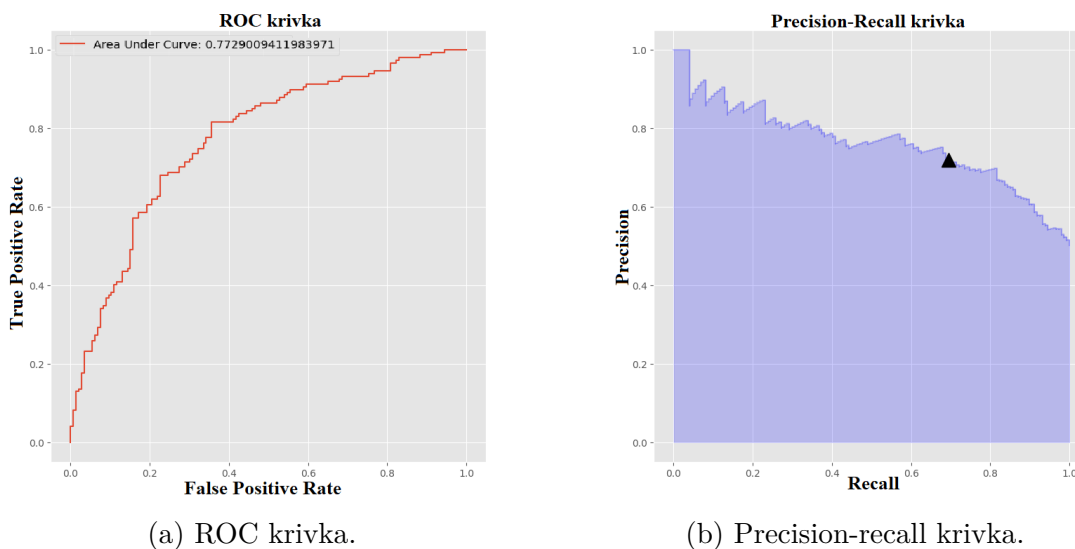 ROC krivka
Area Under Curve: 0.7729009411983971
True Positive Rate
1.0
0.8
0.6
0.4
0.2
0.0
0.0 0.2 0.4 0.6 0.8 1.0
False Positive Rate
(a) ROC krivka.
Precision-Recall krivka
Precision
1.0
0.8
0.6
0.4
0.2
0.0
0.0 0.2 0.4 0.6 0.8 1.0
Recall
(b) Precision-recall krivka.